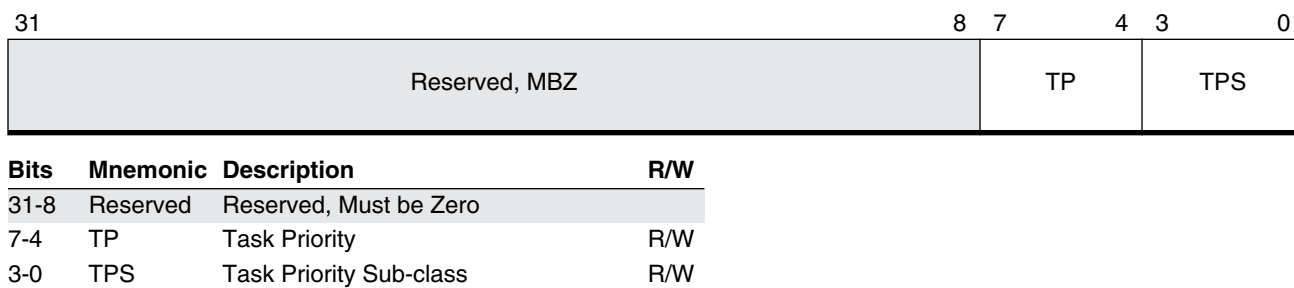 31 8 7 4 3 0
Reserved, MBZ TP TPS
Bits Mnemonic Description R/W
31-8 Reserved Reserved, Must be Zero
7-4 TP Task Priority R/W
3-0 TPS Task Priority Sub-class R/W